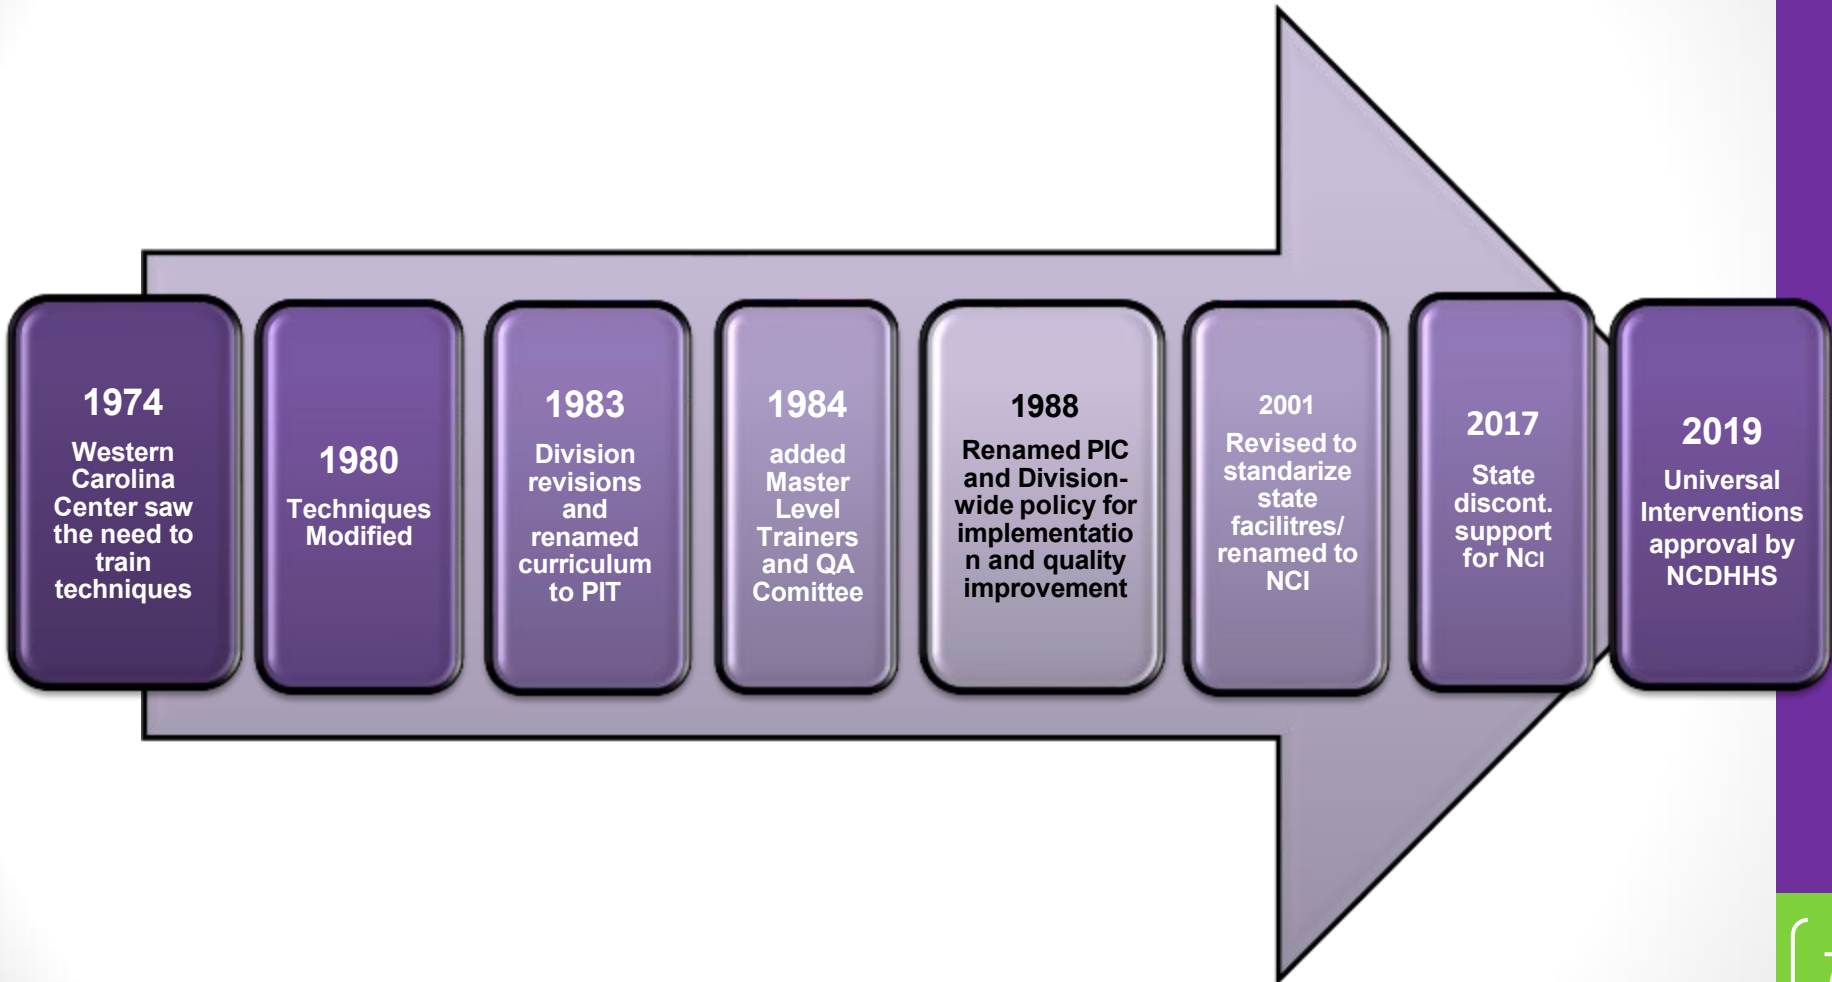 1974
Western
Carolina
Center saw
the need to
train
techniques
1980
Techniques
Modified
1983
Division
revisions
and
renamed
curriculum
to PIT
1984
added
Master
Level
Trainers
and QA
Comittee
1988
Renamed PIC
and Division-
wide policy for
implementatio
n and quality
improvement
2001
Revised to
standarize
state
facilitres/
renamed to
NCI
2017
State
discont.
support
for NCI
2019
Universal
Interventions
approval by
NCDHHS